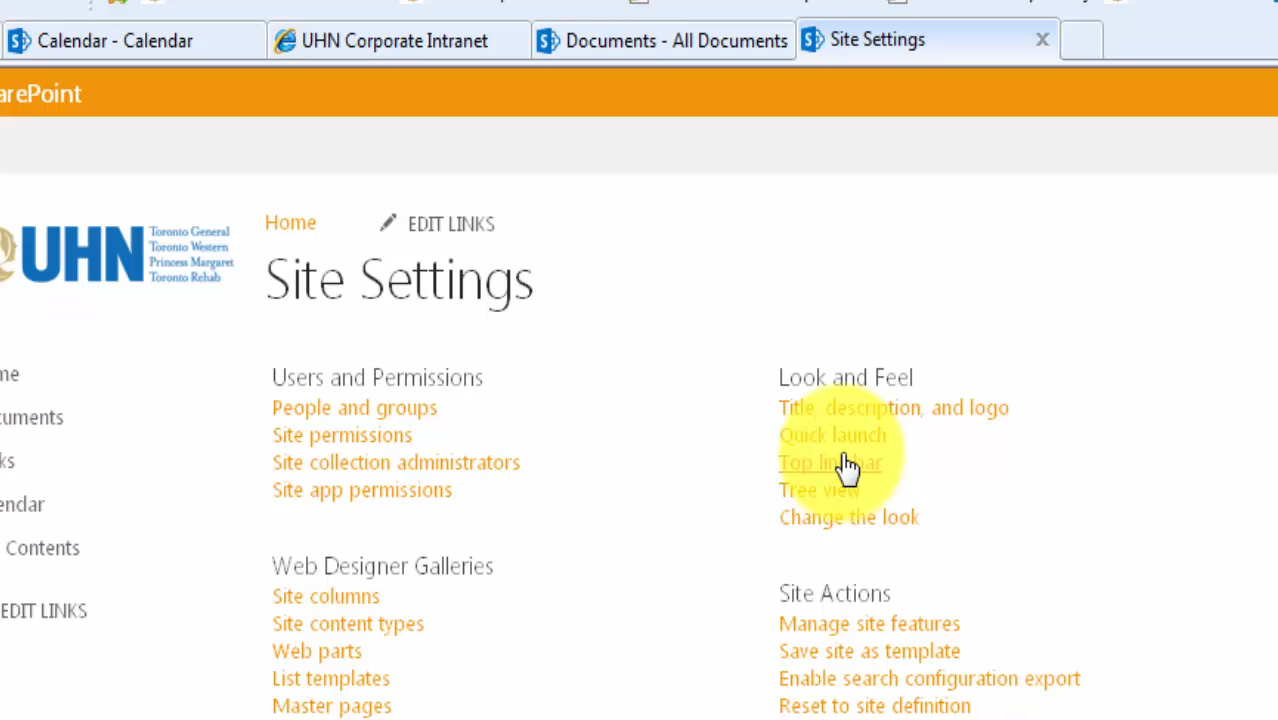 Calendar - Calendar
UHN Corporate Intranet
Documents - All Documents
Site Settings
arePoint
UHN
Toronto General
Toronto Western
Princess Margaret
Toronto Rehab
Home
EDIT LINKS
Site Settings
me
cuments
ks
endar
Contents
EDIT LINKS
Users and Permissions
People and groups
Site permissions
Site collection administrators
Site app permissions
Web Designer Galleries
Site columns
Site content types
Web parts
List templates
Master pages
Look and Feel
Title, description, and logo
Quick launch
Top link bar
Tree view
Change the look
Site Actions
Manage site features
Save site as template
Enable search configuration export
Reset to site definition